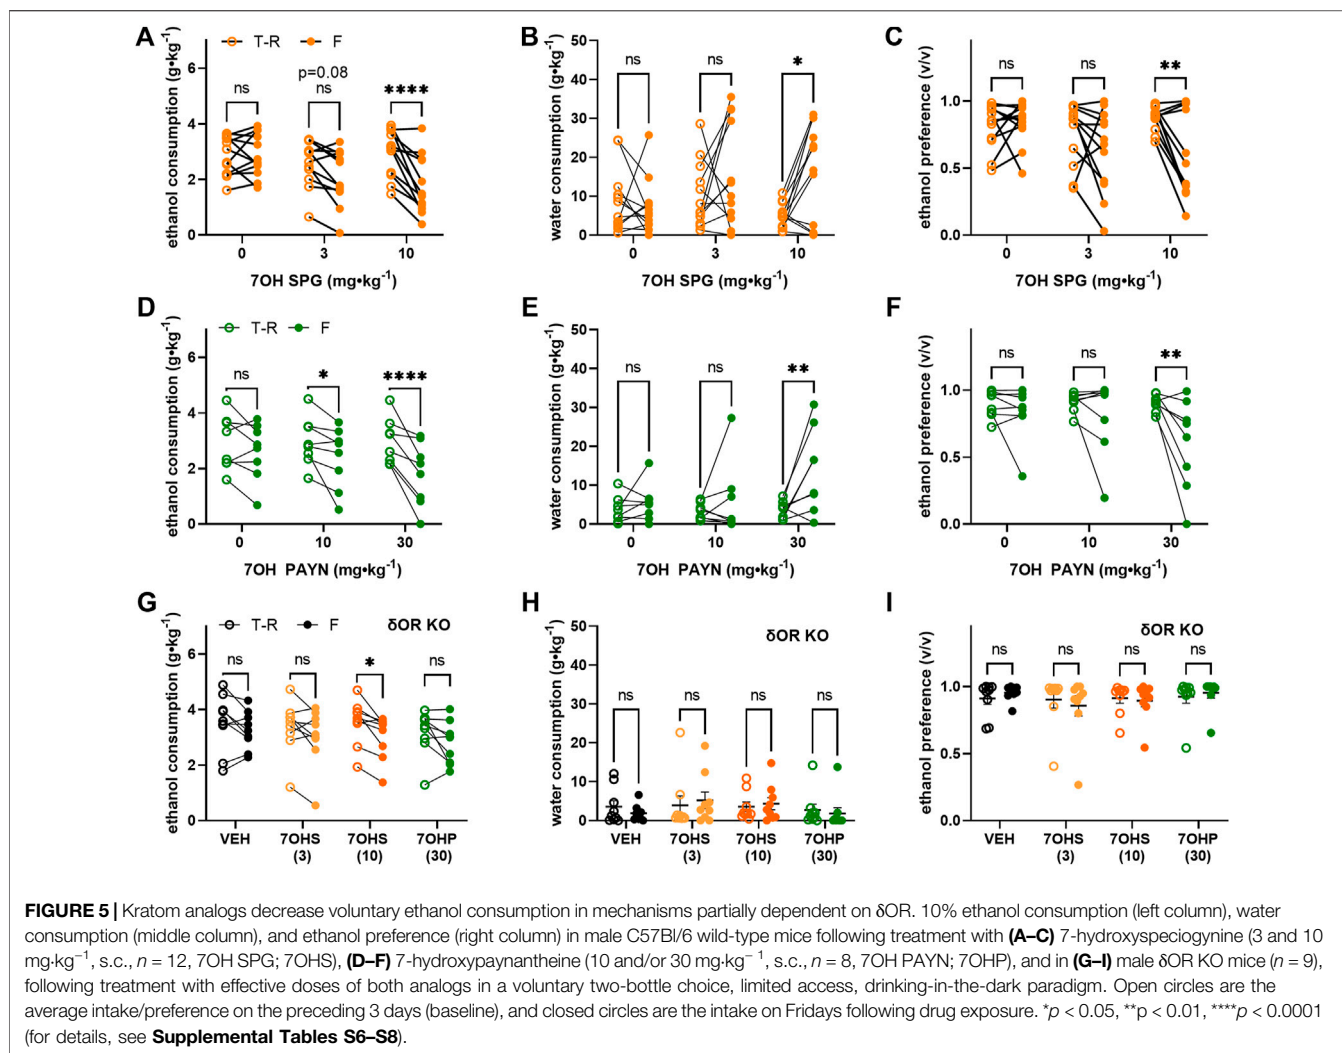 A
T-R F
ethanol consumption (g•kg⁻¹)
6
4
2
0
ns
p=0.08
ns
****
0 3 10
7OH SPG (mg•kg⁻¹)
B
water consumption (g•kg⁻¹)
50
40
30
20
10
0
ns
ns
*
0 3 10
7OH SPG (mg•kg⁻¹)
C
ethanol preference (v/v)
1.0
0.5
0.0
ns
ns
**
0 3 10
7OH SPG (mg•kg⁻¹)
D
T-R F
ethanol consumption (g•kg⁻¹)
6
4
2
0
ns
*
****
0 10 30
7OH PAYN (mg•kg⁻¹)
E
water consumption (g•kg⁻¹)
50
40
30
20
10
0
ns
ns
**
0 10 30
7OH PAYN (mg•kg⁻¹)
F
ethanol preference (v/v)
1.0
0.5
0.0
ns
ns
**
0 10 30
7OH PAYN (mg•kg⁻¹)
G
T-R F
δOR KO
ethanol consumption (g•kg⁻¹)
6
4
2
0
ns
ns
*
ns
VEH 7OHS 7OHS 7OHP
(3) (10) (30)
H
δOR KO
water consumption (g•kg⁻¹)
50
40
30
20
10
0
ns
ns
ns
ns
VEH 7OHS 7OHS 7OHP
(3) (10) (30)
I
δOR KO
ethanol preference (v/v)
1.0
0.5
0.0
ns
ns
ns
ns
VEH 7OHS 7OHS 7OHP
(3) (10) (30)
FIGURE 5 | Kratom analogs decrease voluntary ethanol consumption in mechanisms partially dependent on δOR. 10% ethanol consumption (left column), water
consumption (middle column), and ethanol preference (right column) in male C57Bl/6 wild-type mice following treatment with (A–C) 7-hydroxyspeciogynine (3 and 10
mg·kg⁻¹, s.c., n = 12, 7OH SPG; 7OHS), (D–F) 7-hydroxypaynantheine (10 and/or 30 mg·kg⁻ ¹, s.c., n = 8, 7OH PAYN; 7OHP), and in (G–I) male δOR KO mice (n = 9),
following treatment with effective doses of both analogs in a voluntary two-bottle choice, limited access, drinking-in-the-dark paradigm. Open circles are the
average intake/preference on the preceding 3 days (baseline), and closed circles are the intake on Fridays following drug exposure. *p < 0.05, **p < 0.01, ****p < 0.0001
(for details, see Supplemental Tables S6–S8).